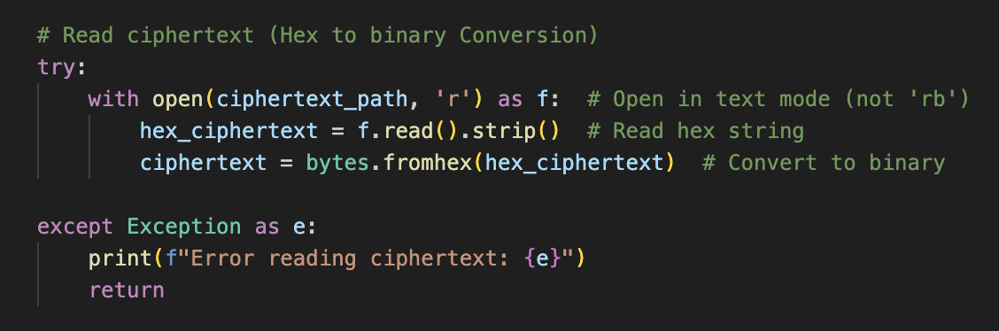 # Read ciphertext (Hex to binary Conversion)
try:
    with open(ciphertext_path, 'r') as f:  # Open in text mode (not 'rb')
        hex_ciphertext = f.read().strip()  # Read hex string
        ciphertext = bytes.fromhex(hex_ciphertext)  # Convert to binary

except Exception as e:
    print(f"Error reading ciphertext: {e}")
    return